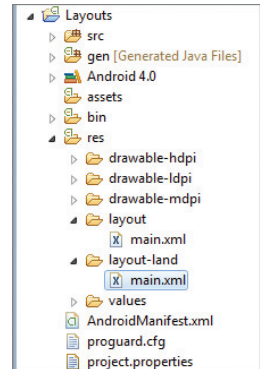 Layouts
src
gen [Generated Java Files]
Android 4.0
assets
bin
res
drawable-hdpi
drawable-ldpi
drawable-mdpi
layout
main.xml
layout-land
main.xml
values
AndroidManifest.xml
proguard.cfg
project.properties